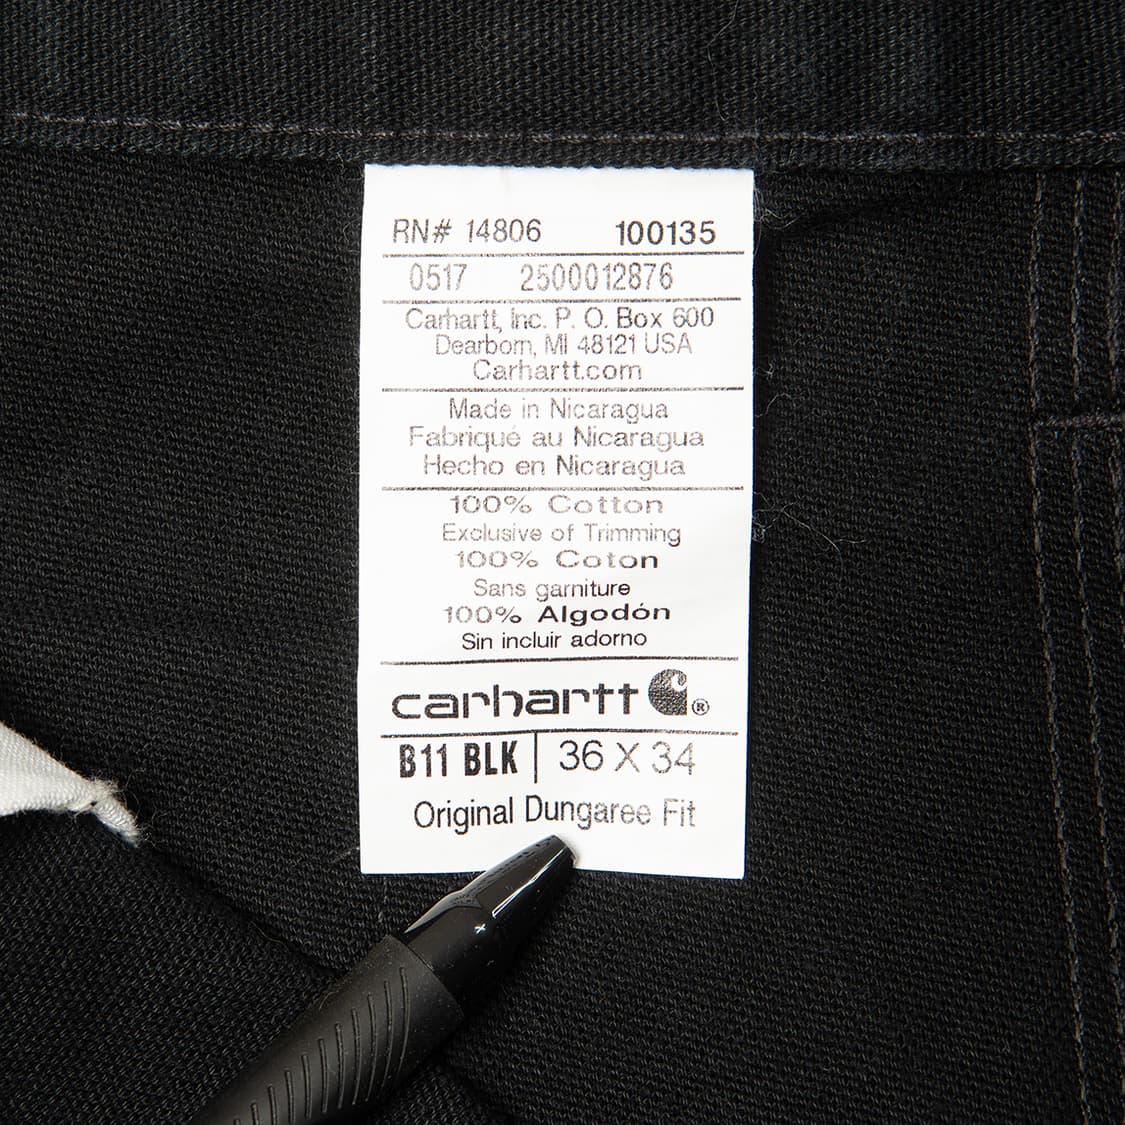 RN# 14806 100135
0517 2500012876
Carhartt, Inc. P. O. Box 600
Dearborn, MI 48121 USA
Carhartt.com
Made in Nicaragua
Fabriqué au Nicaragua
Hecho en Nicaragua
100% Cotton
Exclusive of Trimming
100% Coton
Sans garniture
100% Algodón
Sin incluir adorno
carhartt ®
B11 BLK | 36 X 34
Original Dungaree Fit